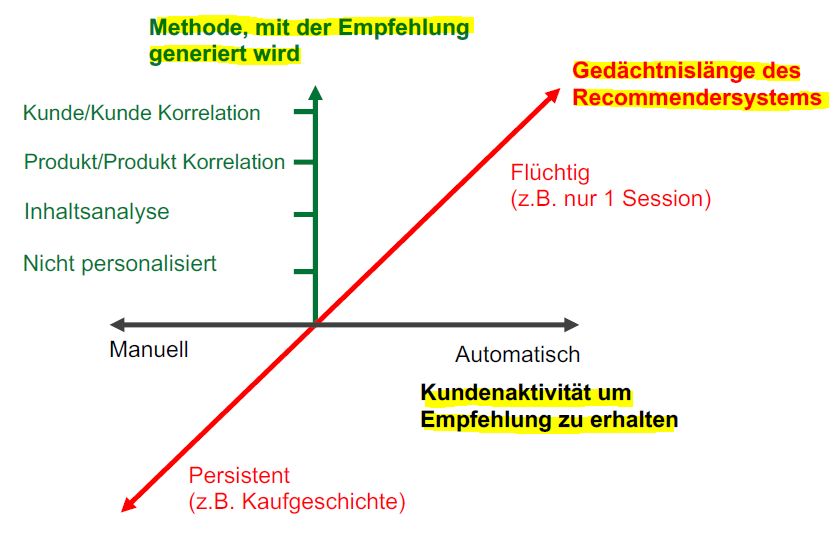 Methode, mit der Empfehlung
generiert wird
Gedächtnislänge des
Recommendersystems
Kunde/Kunde Korrelation
Produkt/Produkt Korrelation
Flüchtig
(z.B. nur 1 Session)
Inhaltsanalyse
Nicht personalisiert
Manuell
Automatisch
Kundenaktivität um
Empfehlung zu erhalten
Persistent
(z.B. Kaufgeschichte)